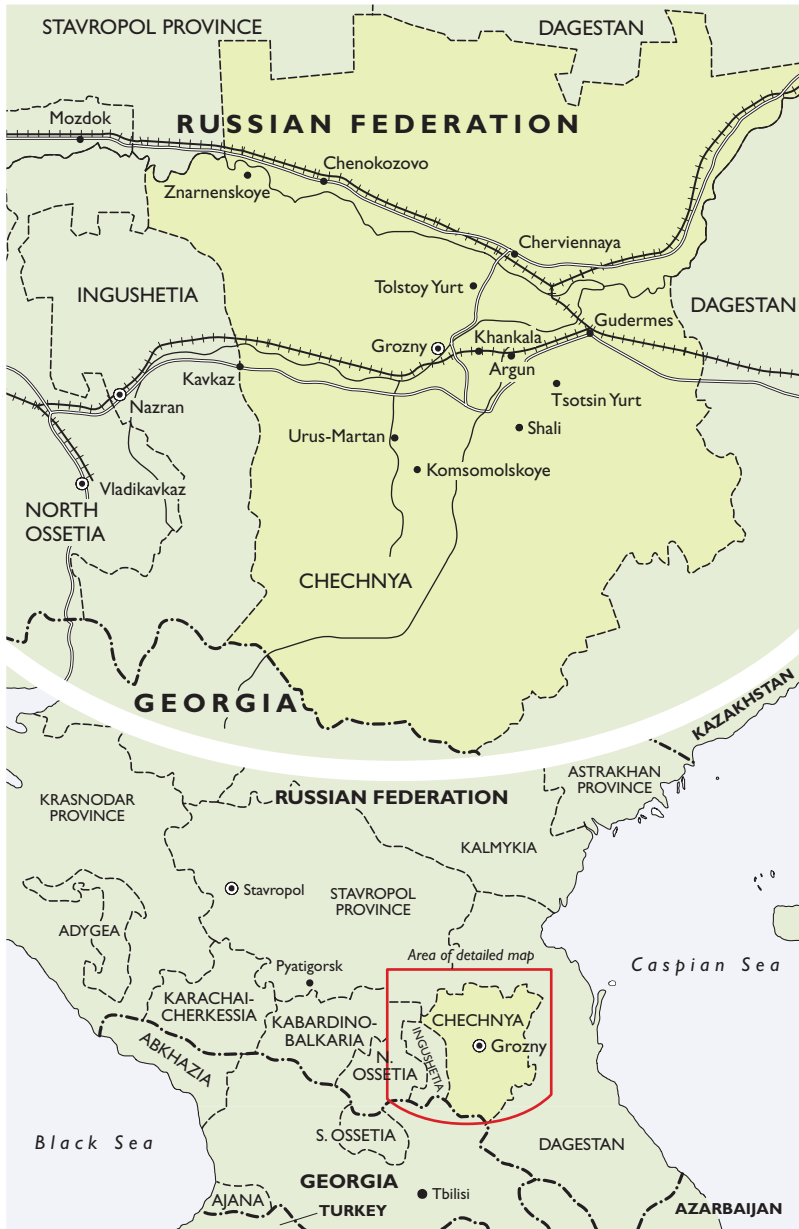 STAVROPOL PROVINCE
DAGESTAN
RUSSIAN FEDERATION
Mozdok
Chenokozovo
Znarnenskoye
Cherviennaya
INGUSHETIA
Tolstoy Yurt
DAGESTAN
Gudermes
Grozny
Khankala
Argun
Kavkaz
Tsotsin Yurt
Nazran
Urus-Martan
Shali
Komsomolskoye
Vladikavkaz
NORTH
OSSETIA
CHECHNYA
GEORGIA
KAZAKHSTAN
ASTRAKHAN
PROVINCE
KRASNODAR
PROVINCE
RUSSIAN FEDERATION
KALMYKIA
Stavropol
STAVROPOL
PROVINCE
ADYGEA
Area of detailed map
Pyatigorsk
Caspian Sea
KARACHAI-
CHERKESSIA
KABARDINO-
BALKARIA
CHECHNYA
Grozny
INGUSHETIA
ABKHAZIA
N.
OSSETIA
Black Sea
S. OSSETIA
DAGESTAN
GEORGIA
AJANA
Tbilisi
TURKEY
AZARBAIJAN